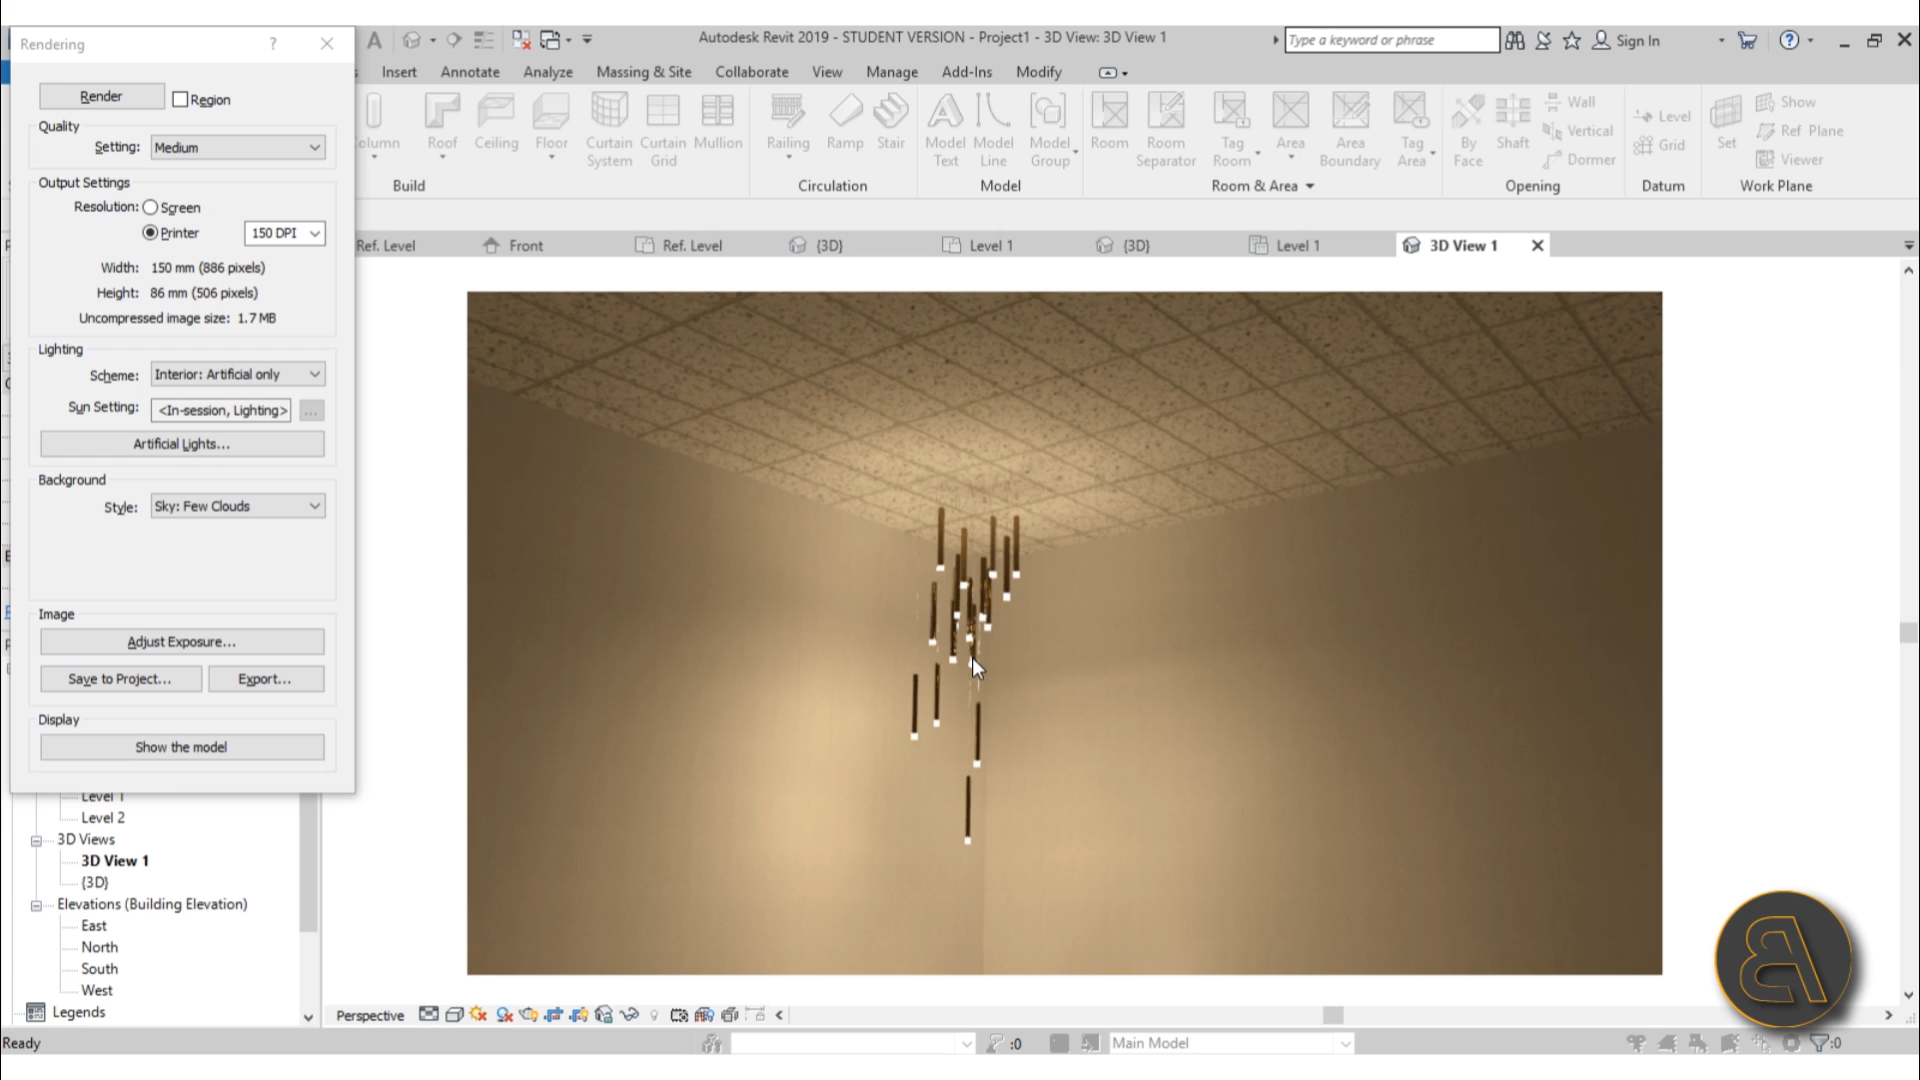 Rendering ? ×
Autodesk Revit 2019 - STUDENT VERSION - Project1 - 3D View: 3D View 1
Type a keyword or phrase
Sign In
Insert Annotate Analyze Massing & Site Collaborate View Manage Add-Ins Modify
Render
Region
Quality
Setting: Medium
Output Settings
Resolution: Screen
Printer 150 DPI
Width: 150 mm (886 pixels)
Height: 86 mm (506 pixels)
Uncompressed image size: 1.7 MB
Lighting
Scheme: Interior: Artificial only
Sun Setting: <In-session, Lighting> ...
Artificial Lights...
Background
Style: Sky: Few Clouds
Image
Adjust Exposure...
Save to Project... Export...
Display
Show the model
olumn
Roof
Ceiling
Floor
Curtain System
Curtain Grid
Mullion
Build
Railing
Ramp
Stair
Circulation
Model Text
Model Line
Model Group
Model
Room
Room Separator
Tag Room
Area
Area Boundary
Tag Area
Room & Area
By Face
Shaft
Wall
Vertical
Dormer
Opening
Level
Grid
Datum
Set
Show
Ref Plane
Viewer
Work Plane
Ref. Level
Front
Ref. Level
{3D}
Level 1
{3D}
Level 1
3D View 1
Level 1
Level 2
3D Views
3D View 1
{3D}
Elevations (Building Elevation)
East
North
South
West
Legends
Perspective
Ready
:0
Main Model
:0